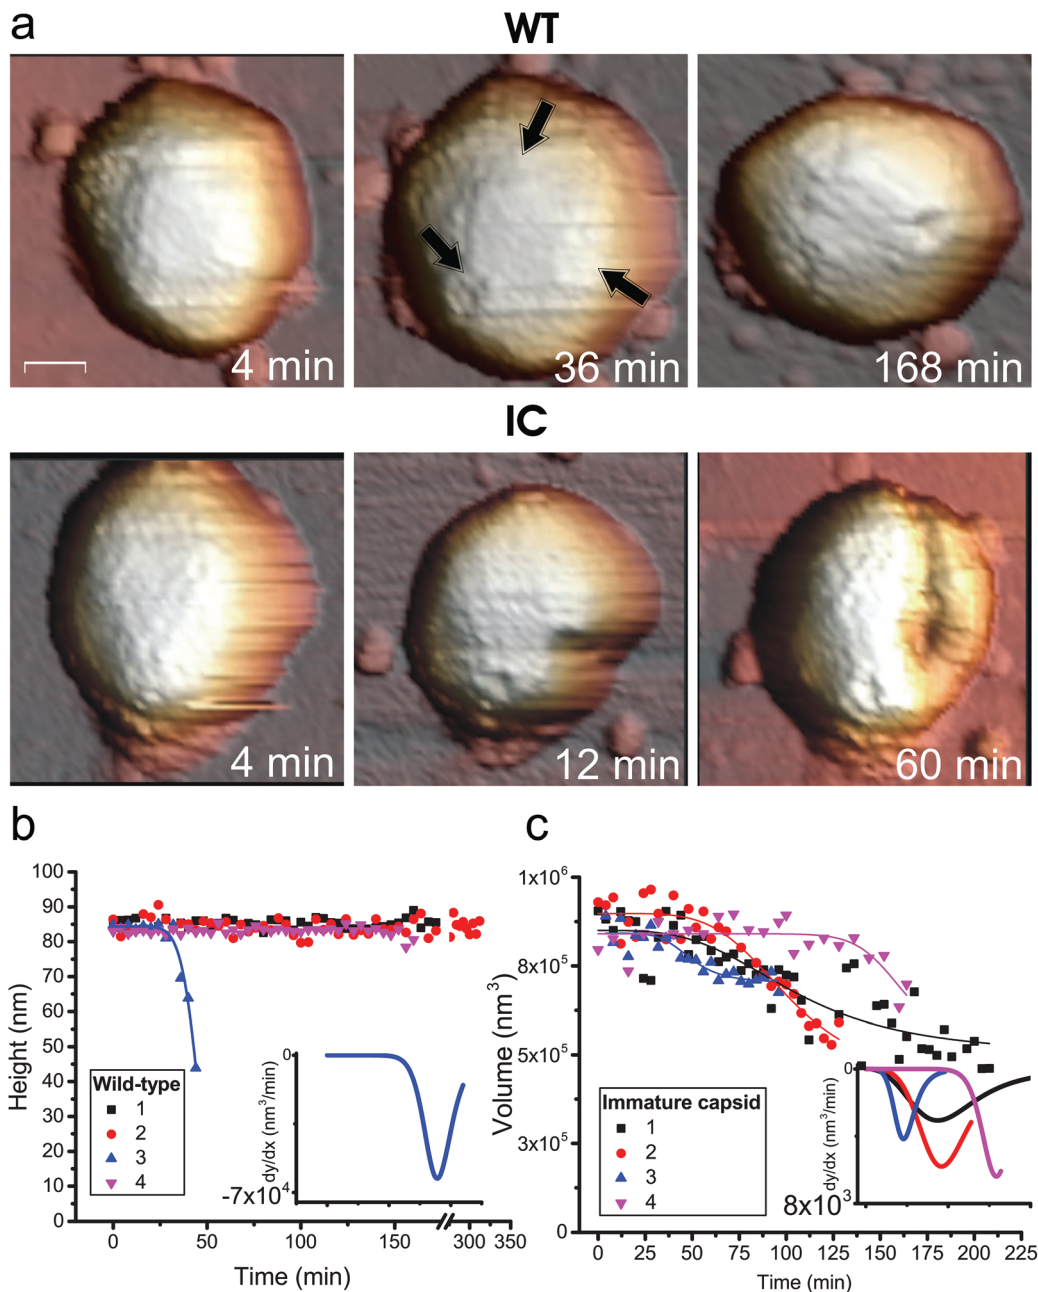 a
WT
4 min
36 min
168 min
IC
4 min
12 min
60 min
b
c
100
90
80
70
60
50
40
30
20
10
0
Height (nm)
Wild-type
1
2
3
4
0
-7x10⁴
dy/dx (nm³/min)
0 50 100 150 300 350
Time (min)
1x10⁶
8x10⁵
5x10⁵
3x10⁵
0
Volume (nm³)
Immature capsid
1
2
3
4
0
8x10³
dy/dx (nm³/min)
0 25 50 75 100 125 150 175 200 225
Time (min)